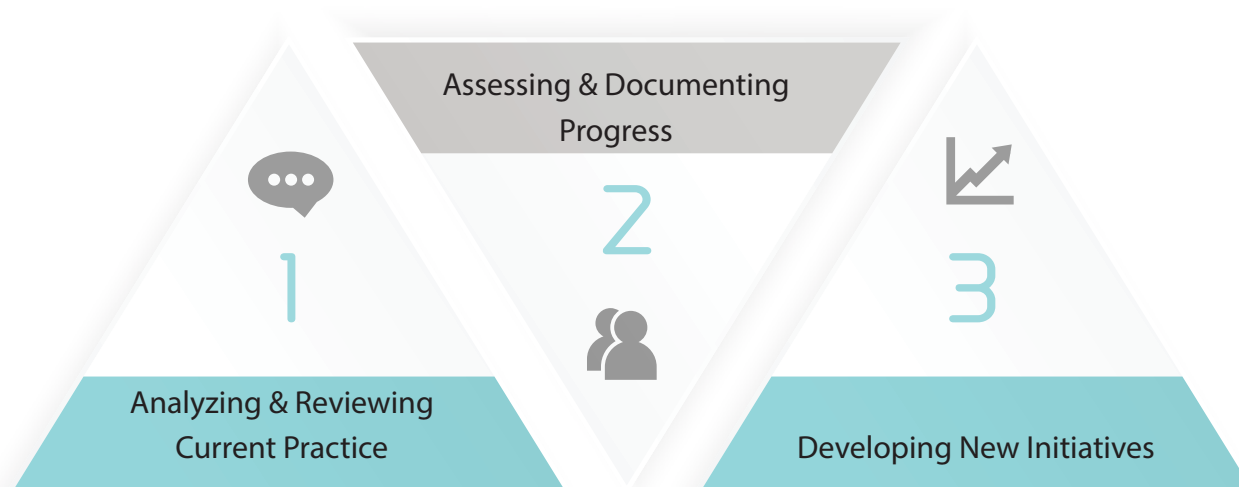 1
Analyzing & Reviewing
Current Practice
Assessing & Documenting
Progress
2
3
Developing New Initiatives